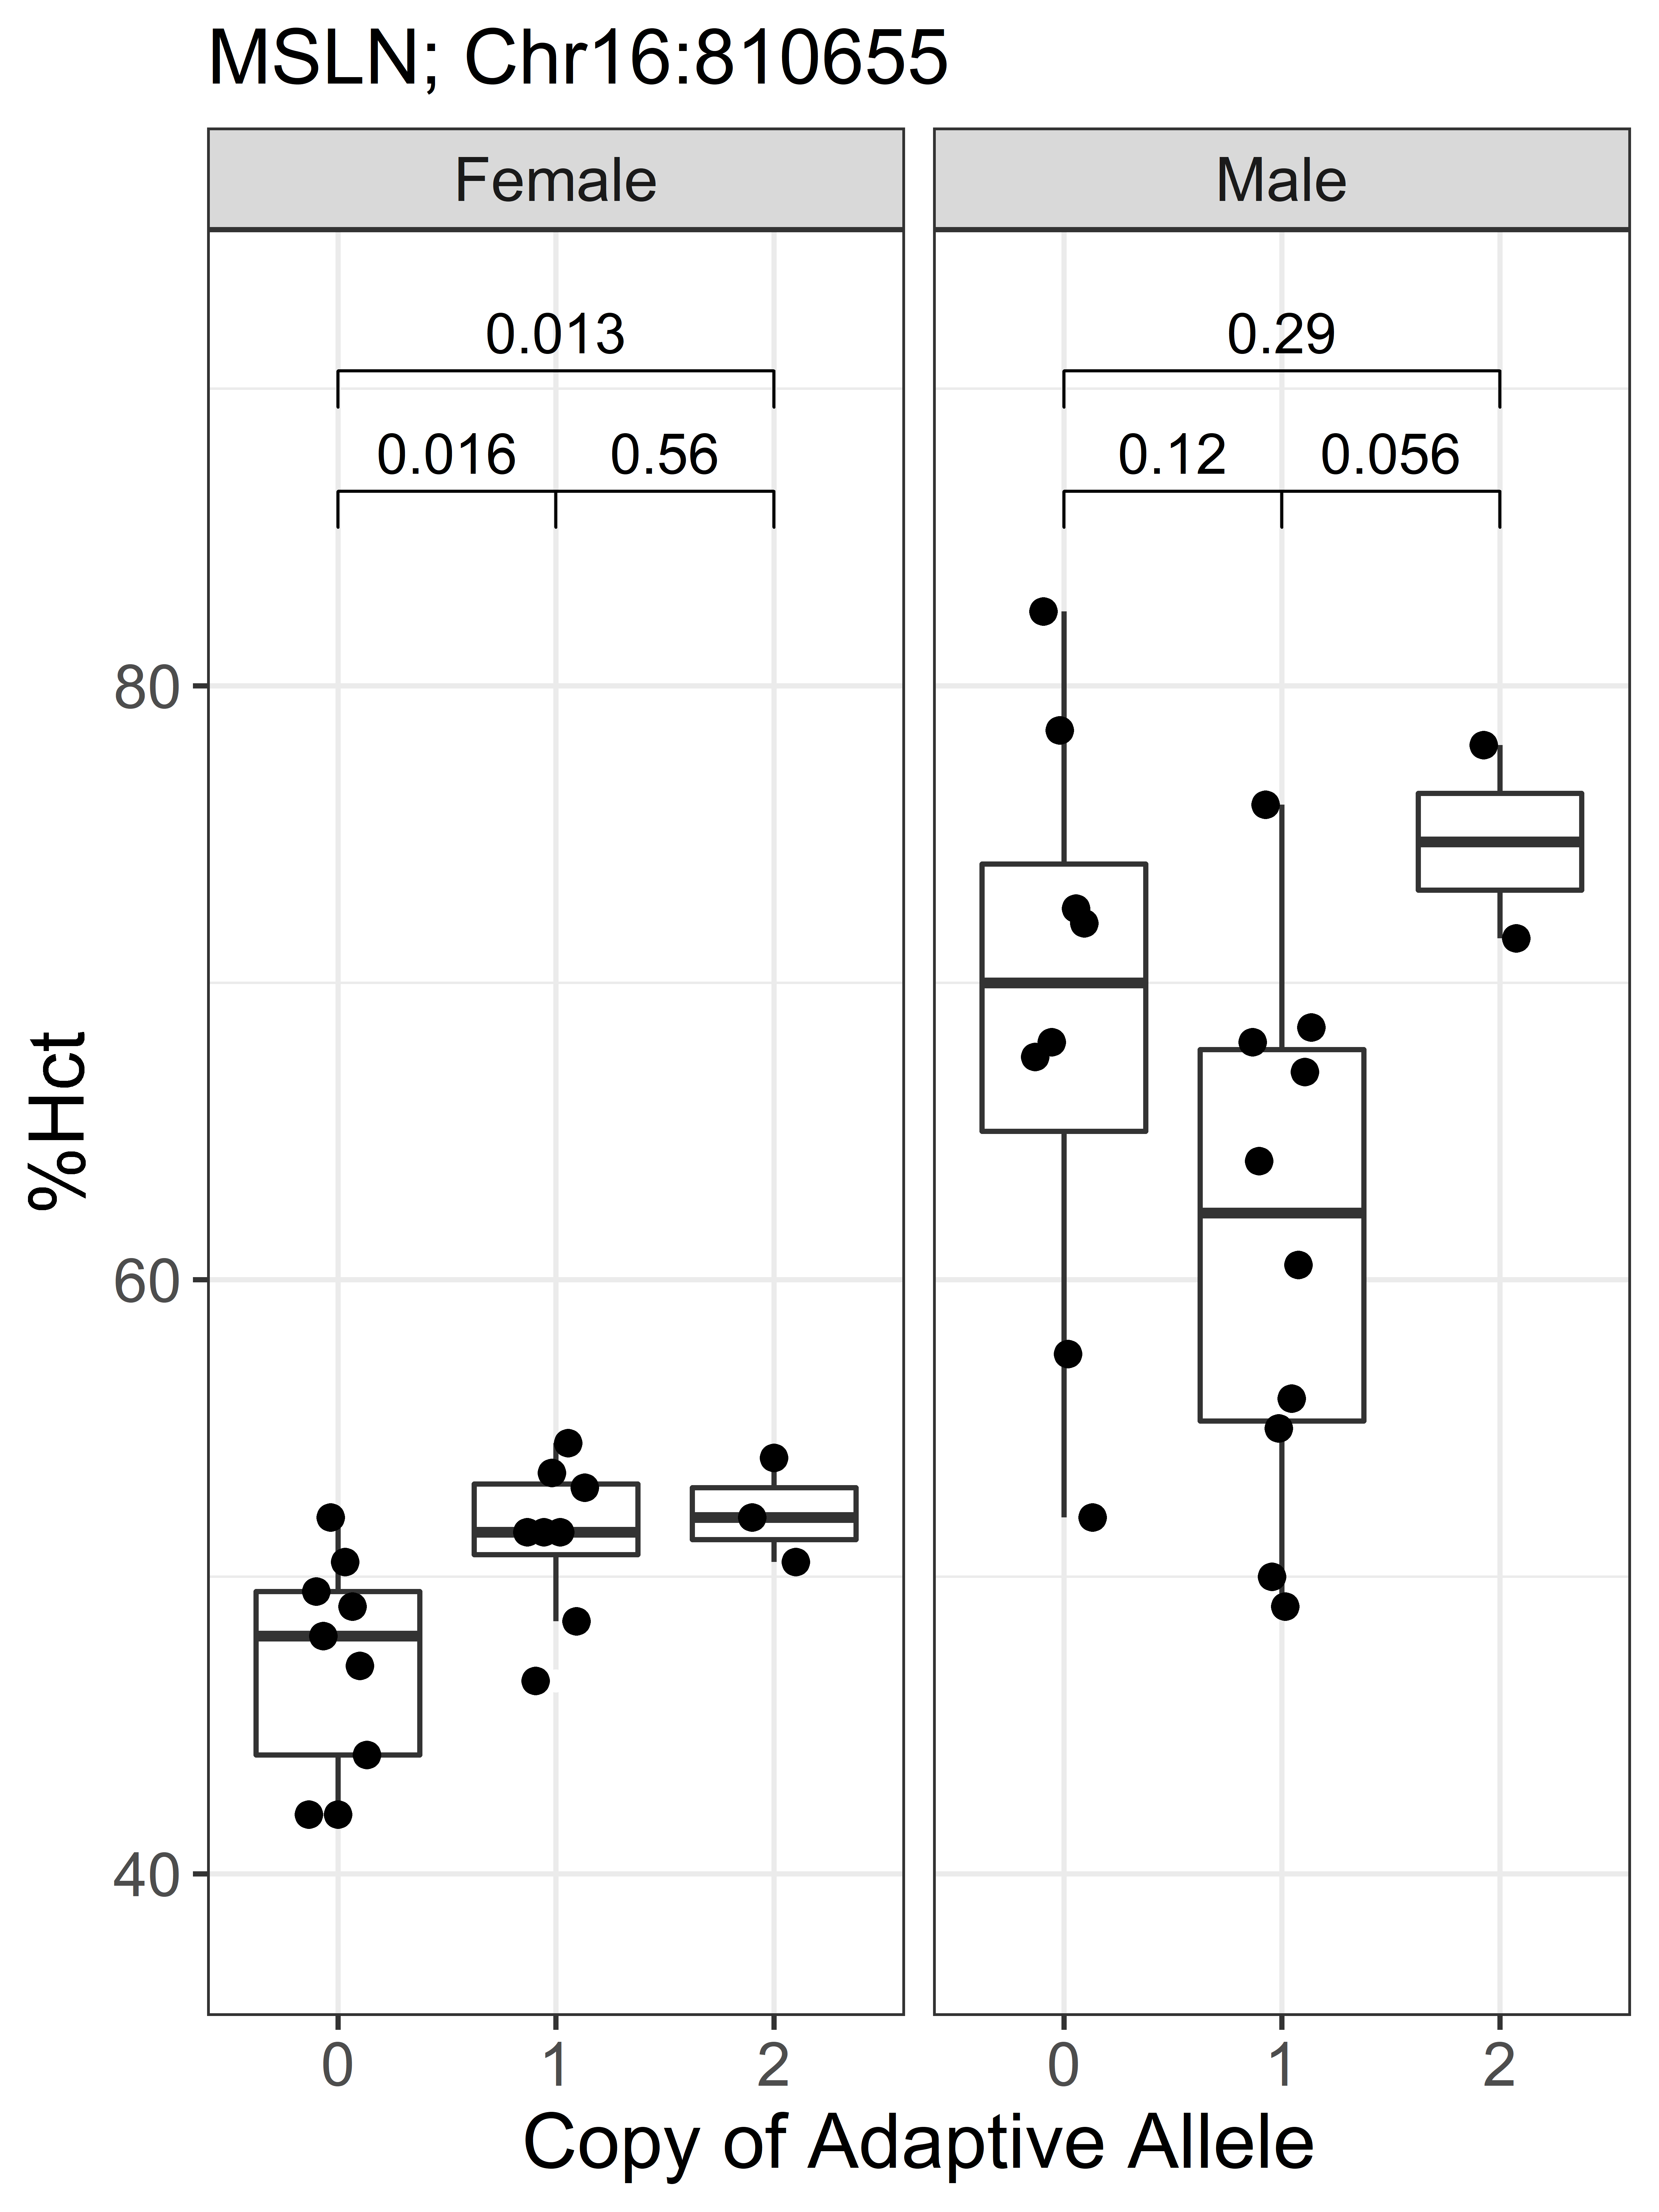 MSLN; Chr16:810655
Female Male
0.013 0.29
0.016 0.56 0.12 0.056
80
%Hct
60
40
0 1 2 0 1 2
Copy of Adaptive Allele